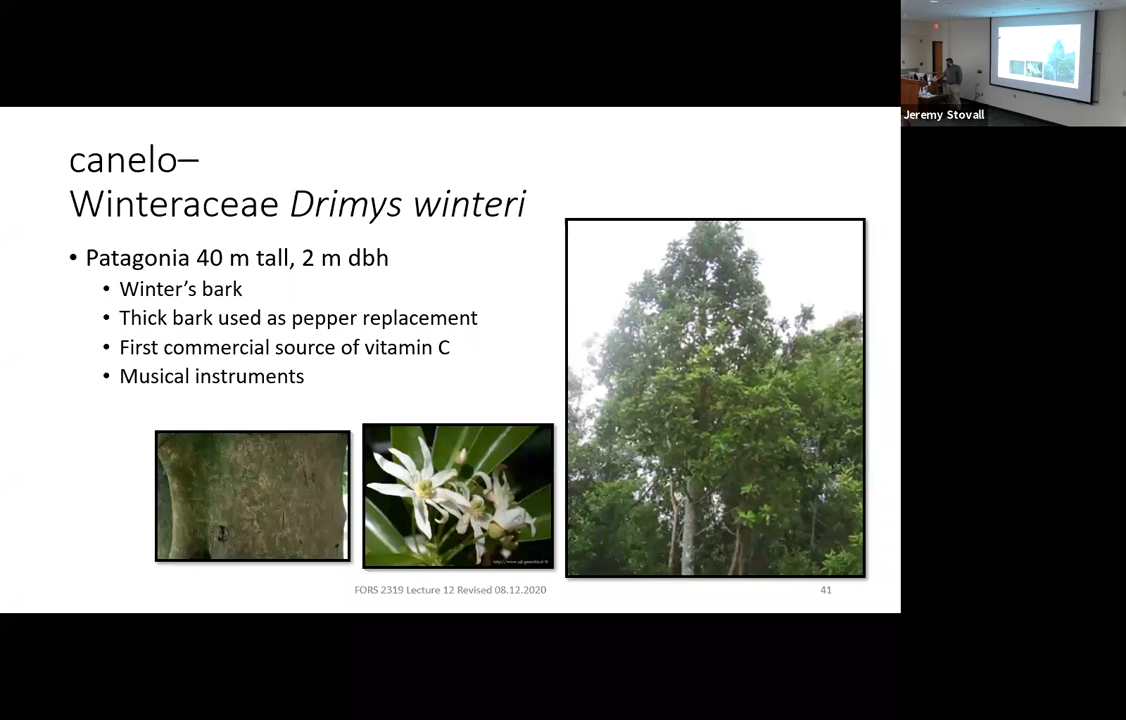 canelo–
Winteraceae Drimys winteri
• Patagonia 40 m tall, 2 m dbh
• Winter's bark
• Thick bark used as pepper replacement
• First commercial source of vitamin C
• Musical instruments
FORS 2319 Lecture 12 Revised 08.12.2020
41
Jeremy Stovall